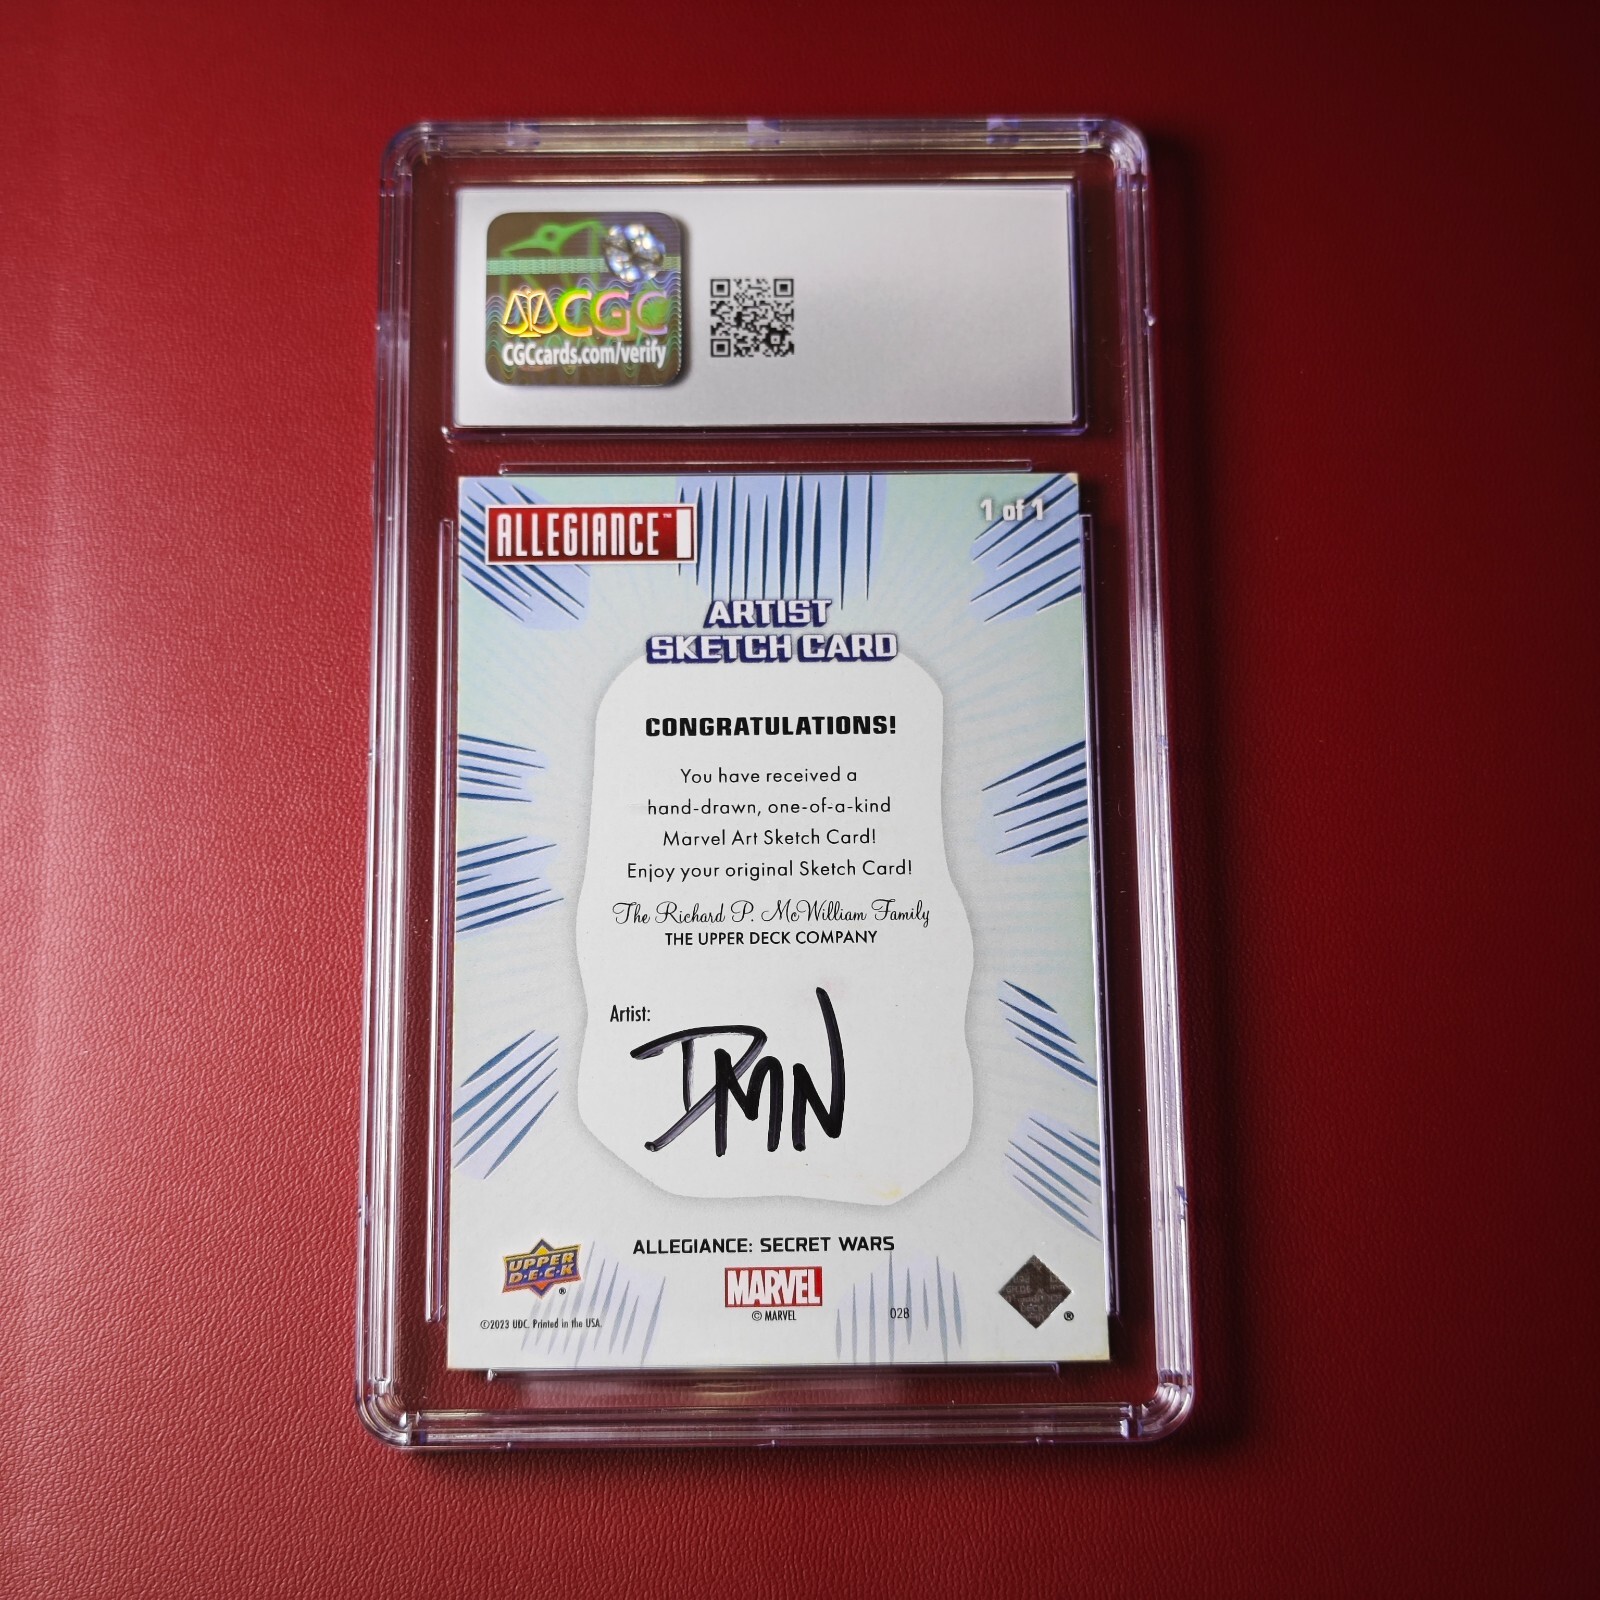 CGC
CGCcards.com/verify
ALLEGIANCE™
1 of 1
ARTIST
SKETCH CARD
CONGRATULATIONS!
You have received a
hand-drawn, one-of-a-kind
Marvel Art Sketch Card!
Enjoy your original Sketch Card!
The Richard P. McWilliam Family
THE UPPER DECK COMPANY
Artist:
DMN
ALLEGIANCE: SECRET WARS
UPPER
D·E·C·K
®
MARVEL
© MARVEL
©2023 UDC. Printed in the USA.
028
®